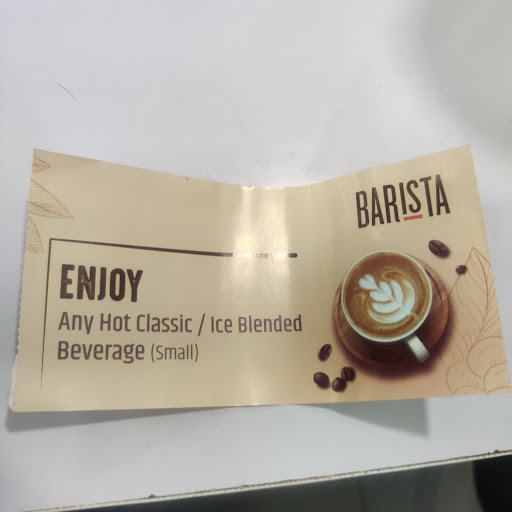 BARISTA
ENJOY
Any Hot Classic / Ice Blended
Beverage (Small)